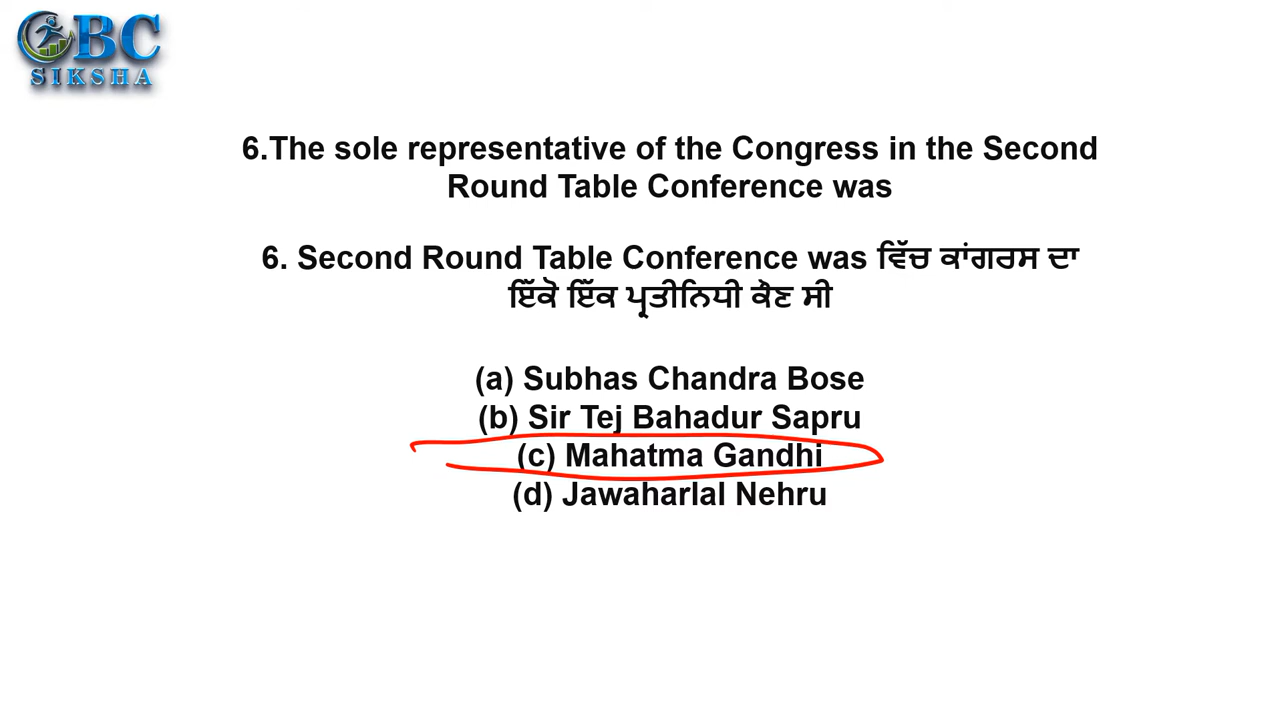 OBC
SIKSHA
6.The sole representative of the Congress in the Second
Round Table Conference was
6. Second Round Table Conference was ਵਿੱਚ ਕਾਂਗਰਸ ਦਾ
ਇੱਕੋ ਇੱਕ ਪ੍ਰਤੀਨਿਧੀ ਕੌਣ ਸੀ
(a) Subhas Chandra Bose
(b) Sir Tej Bahadur Sapru
(c) Mahatma Gandhi
(d) Jawaharlal Nehru